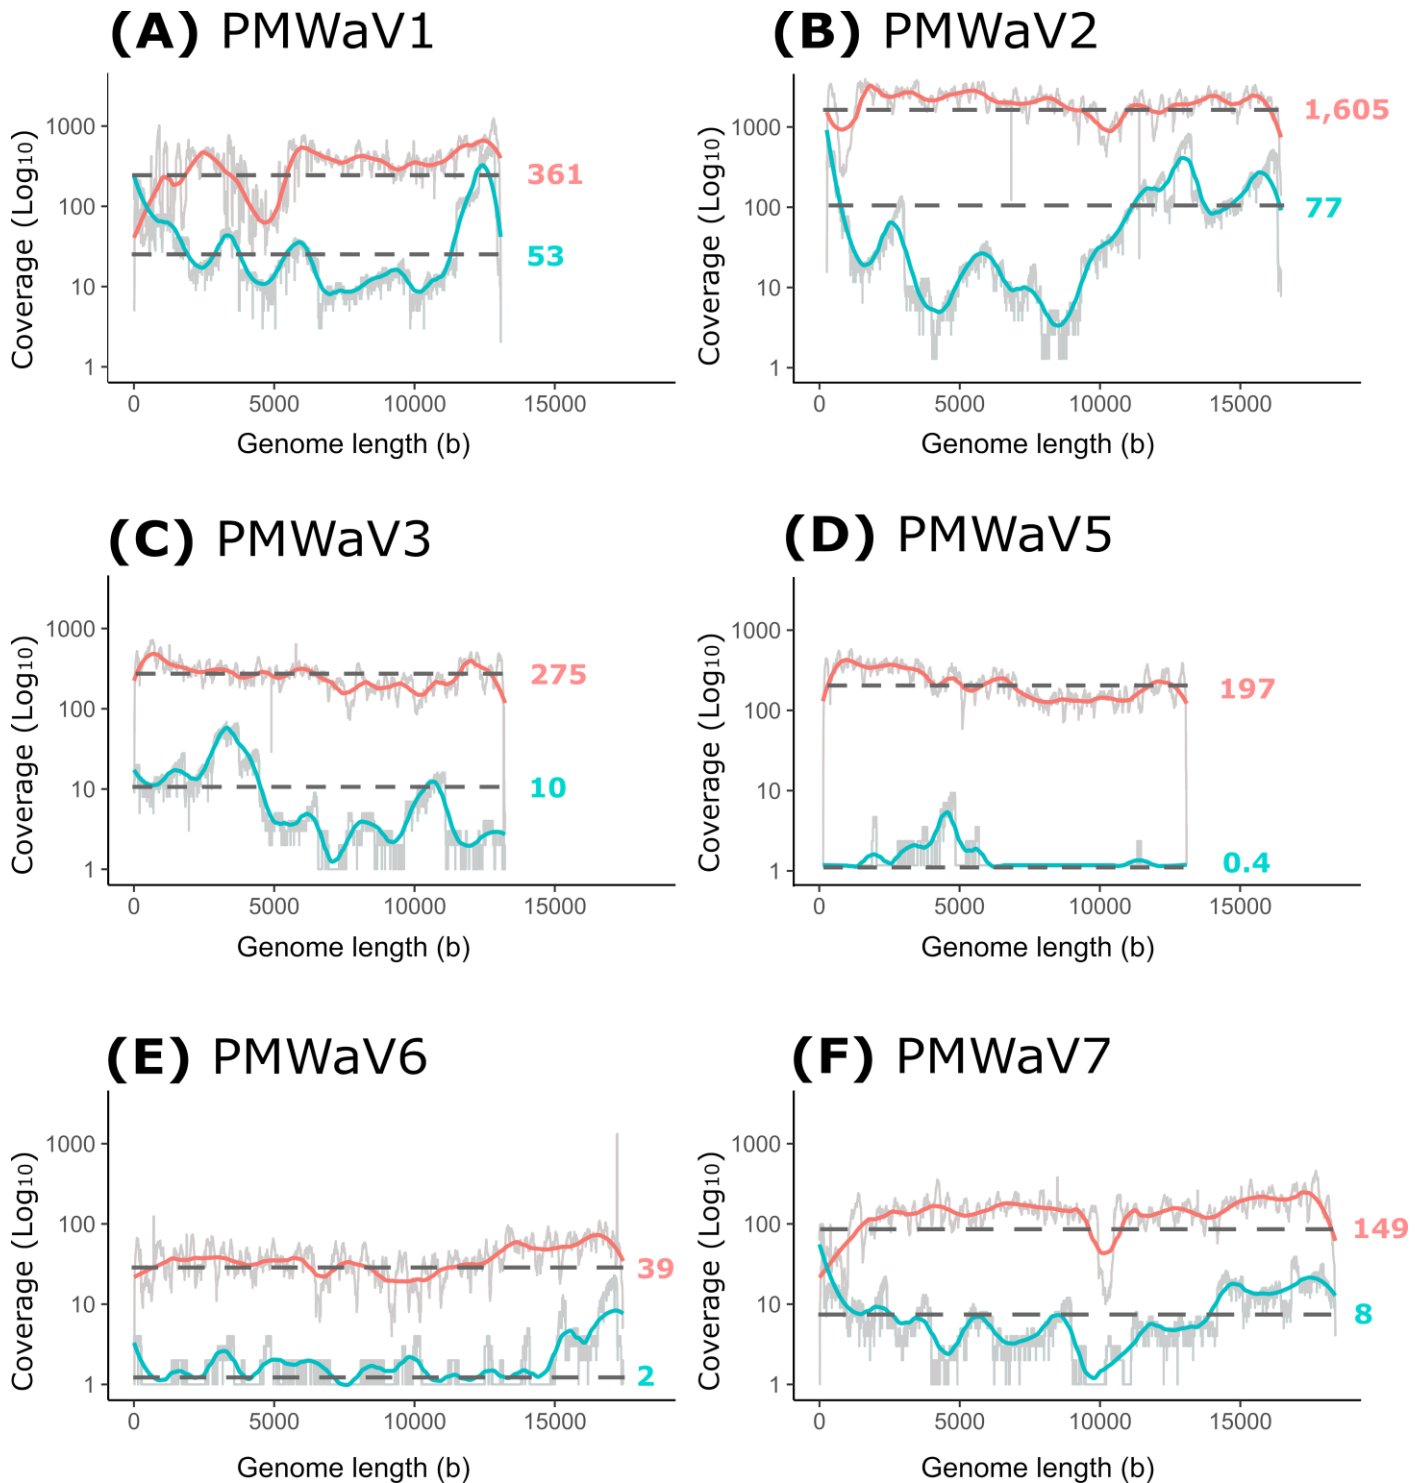 (A) PMWaV1
Coverage (Log10)
1000
100
10
1
361
53
0 5000 10000 15000
Genome length (b)
(B) PMWaV2
Coverage (Log10)
1000
100
10
1
1,605
77
0 5000 10000 15000
Genome length (b)
(C) PMWaV3
Coverage (Log10)
1000
100
10
1
275
10
0 5000 10000 15000
Genome length (b)
(D) PMWaV5
Coverage (Log10)
1000
100
10
1
197
0.4
0 5000 10000 15000
Genome length (b)
(E) PMWaV6
Coverage (Log10)
1000
100
10
1
39
2
0 5000 10000 15000
Genome length (b)
(F) PMWaV7
Coverage (Log10)
1000
100
10
1
149
8
0 5000 10000 15000
Genome length (b)